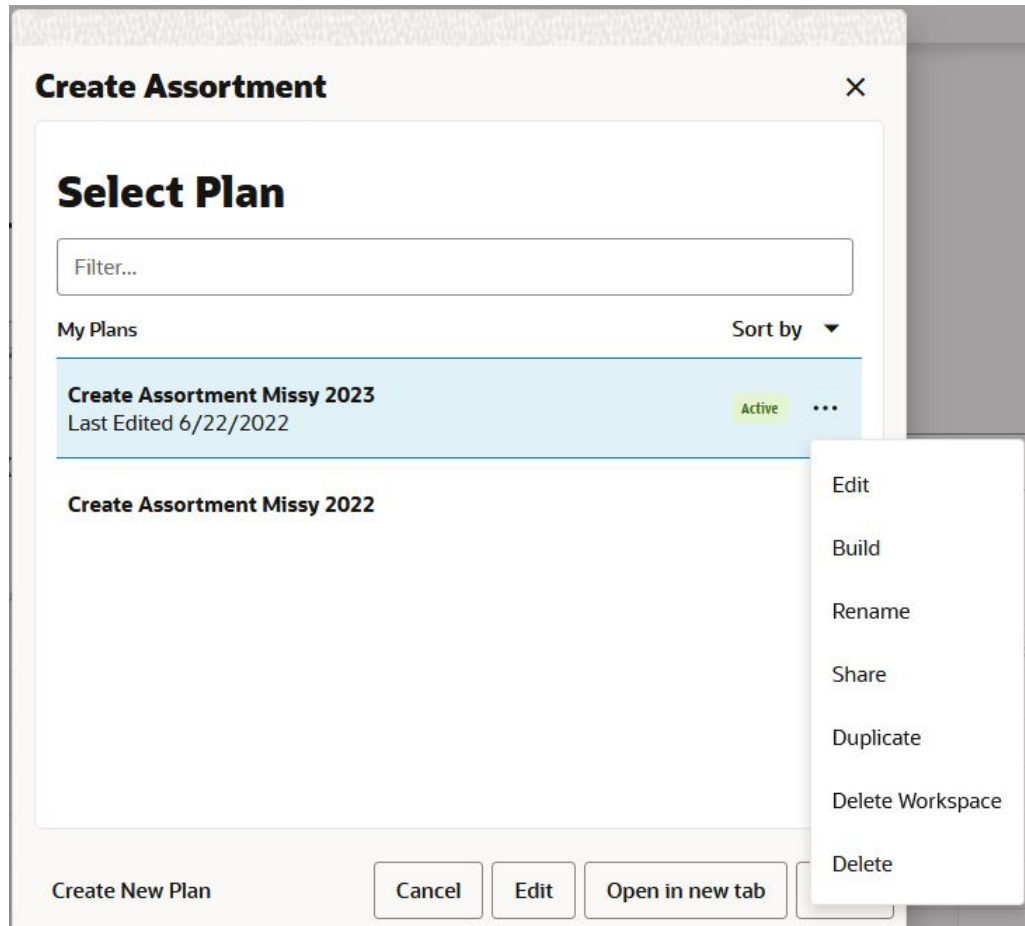 Create Assortment
Select Plan
Filter...
My Plans
Sort by
Create Assortment Missy 2023
Last Edited 6/22/2022
Active
Create Assortment Missy 2022
Edit
Build
Rename
Share
Duplicate
Delete Workspace
Delete
Create New Plan
Cancel
Edit
Open in new tab